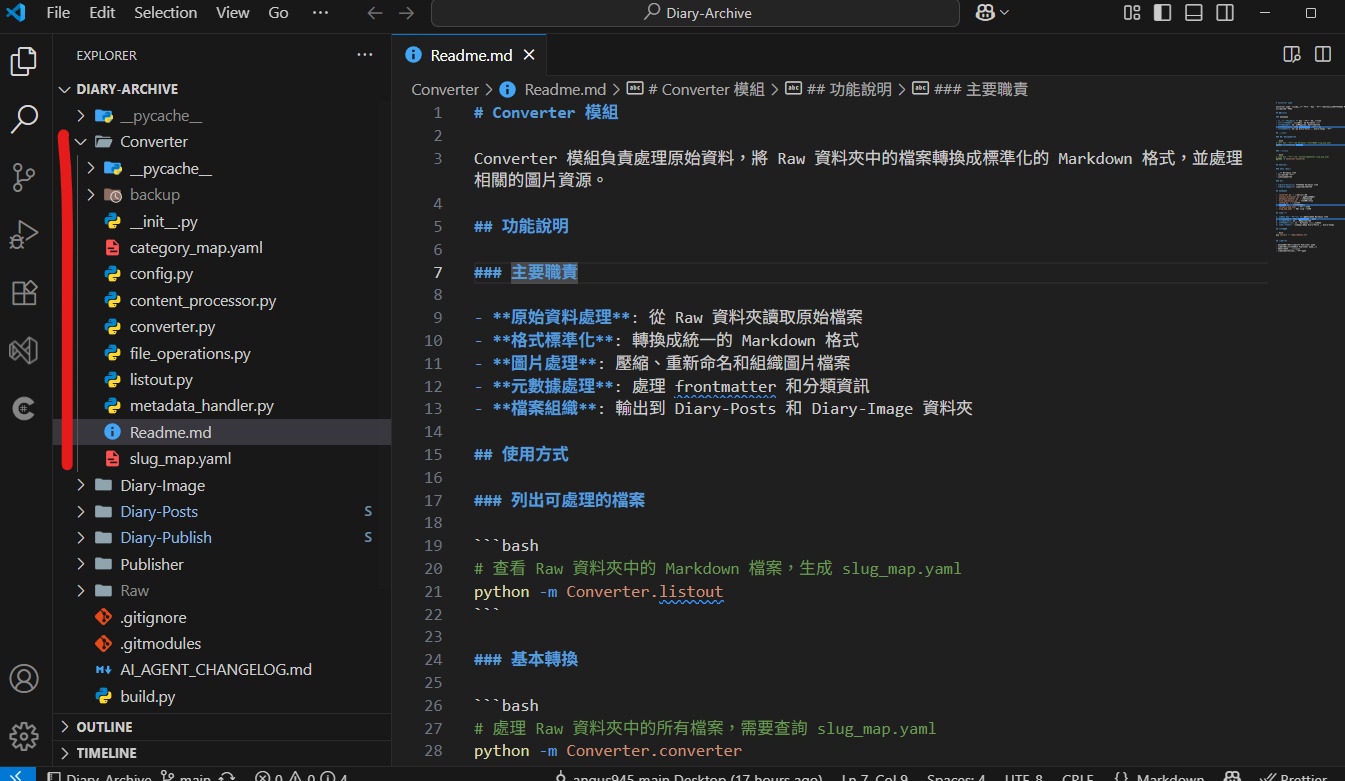 File Edit Selection View Go ··· Diary-Archive
EXPLORER ···
DIARY-ARCHIVE
__pycache__
Converter
__pycache__
backup
__init__.py
category_map.yaml
config.py
content_processor.py
converter.py
file_operations.py
listout.py
metadata_handler.py
Readme.md
slug_map.yaml
Diary-Image
Diary-Posts S
Diary-Publish S
Publisher
Raw
.gitignore
.gitmodules
AI_AGENT_CHANGELOG.md
build.py
OUTLINE
TIMELINE
Readme.md
Converter > Readme.md > # Converter 模組 > ## 功能說明 > ### 主要職責
1 # Converter 模組
2
3 Converter 模組負責處理原始資料，將 Raw 資料夾中的檔案轉換成標準化的 Markdown 格式，並處理
相關的圖片資源。
4
5 ## 功能說明
6
7 ### 主要職責
8
9 - **原始資料處理**: 從 Raw 資料夾讀取原始檔案
10 - **格式標準化**: 轉換成統一的 Markdown 格式
11 - **圖片處理**: 壓縮、重新命名和組織圖片檔案
12 - **元數據處理**: 處理 frontmatter 和分類資訊
13 - **檔案組織**: 輸出到 Diary-Posts 和 Diary-Image 資料夾
14
15 ## 使用方式
16
17 ### 列出可處理的檔案
18
19 ```bash
20 # 查看 Raw 資料夾中的 Markdown 檔案，生成 slug_map.yaml
21 python -m Converter.listout
22 ```
23
24 ### 基本轉換
25
26 ```bash
27 # 處理 Raw 資料夾中的所有檔案，需要查詢 slug_map.yaml
28 python -m Converter.converter
Diary-Archive main 0 0 4 angus945 main Desktop (17 hours ago) Ln 7, Col 9 Spaces: 4 UTF-8 CRLF {} Markdown Prettier